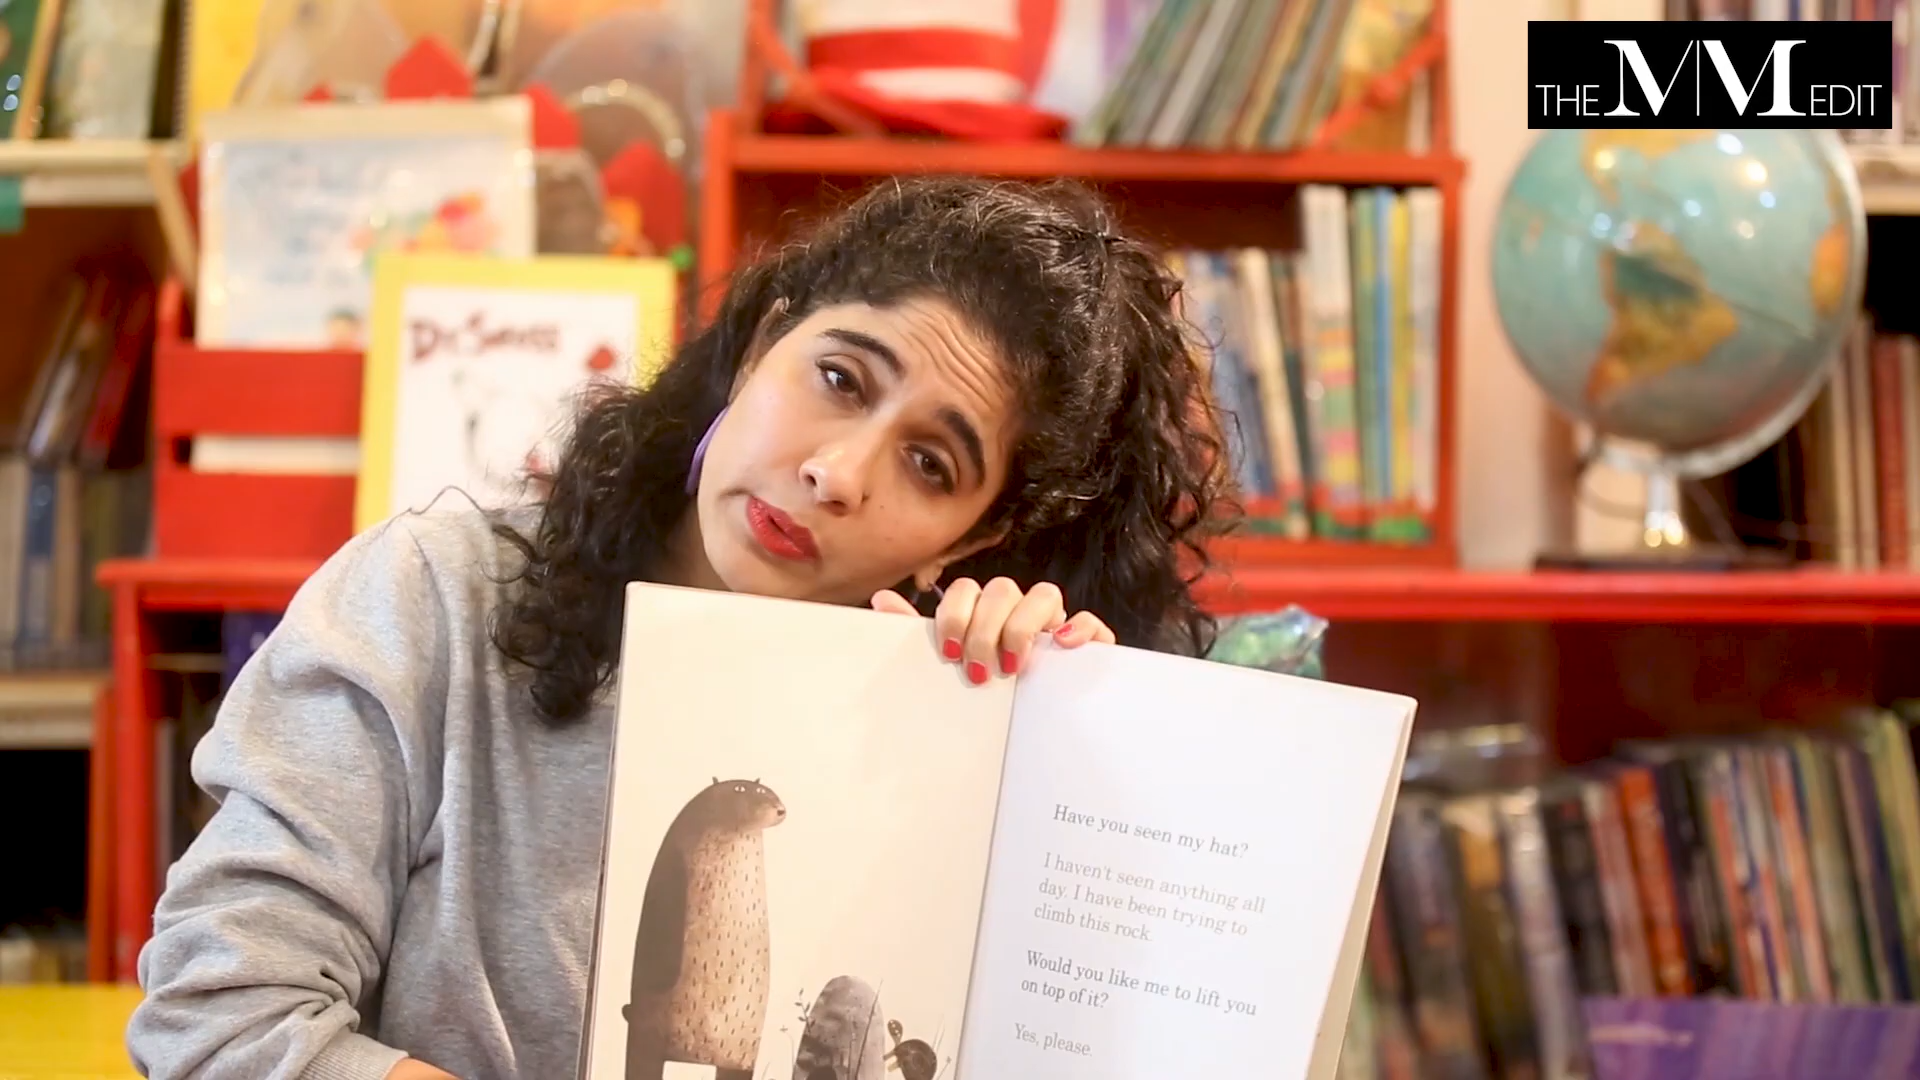 THE MM EDIT
Dr. Seuss
Have you seen my hat?
I haven't seen anything all
day. I have been trying to
climb this rock.
Would you like me to lift you
on top of it?
Yes, please.